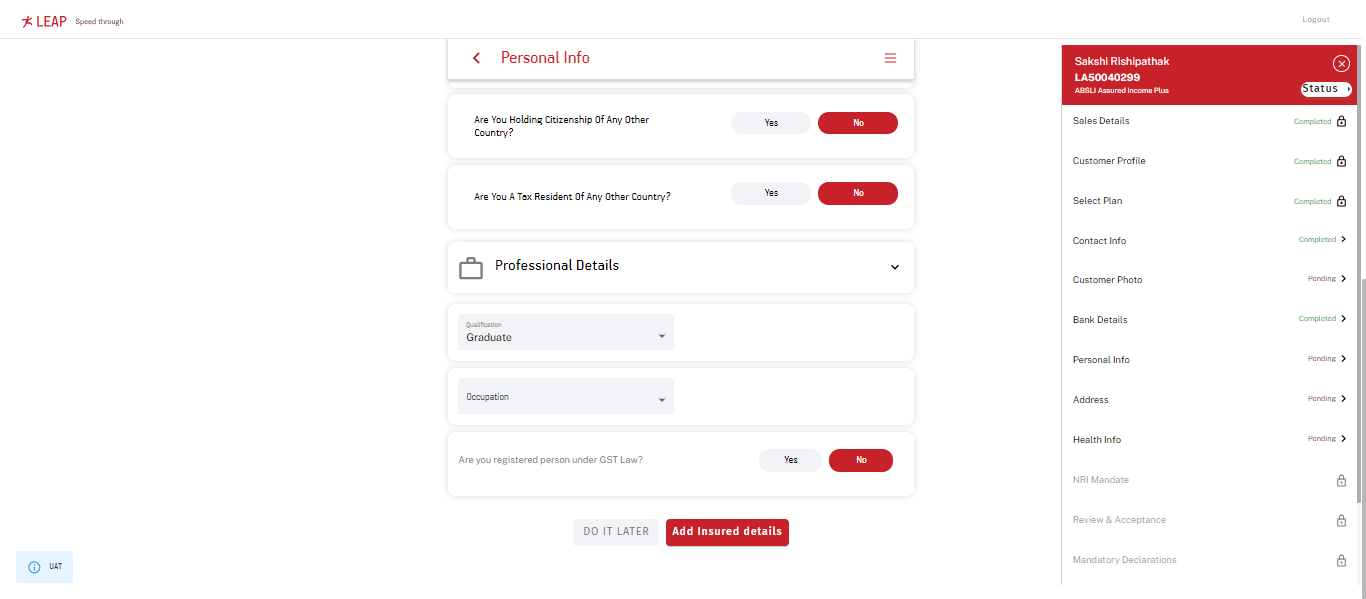 LEAP Speed through
Logout
Personal Info
Are You Holding Citizenship Of Any Other
Country?
Yes
No
Are You A Tax Resident Of Any Other Country?
Yes
No
Professional Details
Qualification
Graduate
Occupation
Are you registered person under GST Law?
Yes
No
DO IT LATER
Add Insured details
UAT
Sakshi Rishipathak
LA50040299
ABSLI Assured Income Plus
Status
Sales Details Completed
Customer Profile Completed
Select Plan Completed
Contact Info Completed
Customer Photo Pending
Bank Details Completed
Personal Info Pending
Address Pending
Health Info Pending
NRI Mandate
Review & Acceptance
Mandatory Declarations